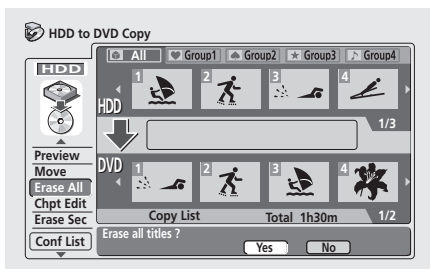 HDD to
DVD Copy
HDD
All Group1 Group2 Group3 Group4
1 2 3 4
HDD
1/3
Preview
Move
Erase All
Chpt Edit
Erase Sec
Conf List
DVD
1 2 3 4
Copy List Total 1h30m 1/2
Erase all titles ?
Yes No